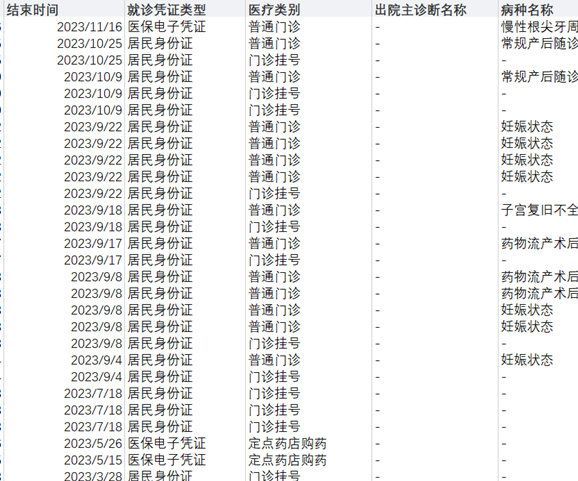 结束时间 就诊凭证类型 医疗类别 出院主诊断名称 病种名称
2023/11/16 医保电子凭证 普通门诊 - 慢性根尖牙周
2023/10/25 居民身份证 普通门诊 - 常规产后随诊
2023/10/25 居民身份证 门诊挂号 - -
2023/10/9 居民身份证 普通门诊 - 常规产后随诊
2023/10/9 居民身份证 门诊挂号 - -
2023/10/9 居民身份证 门诊挂号 - -
2023/9/22 居民身份证 普通门诊 - 妊娠状态
2023/9/22 居民身份证 普通门诊 - 妊娠状态
2023/9/22 居民身份证 普通门诊 - 妊娠状态
2023/9/22 居民身份证 普通门诊 - 妊娠状态
2023/9/22 居民身份证 门诊挂号 - -
2023/9/18 居民身份证 普通门诊 - 子宫复旧不全
2023/9/18 居民身份证 门诊挂号 - -
2023/9/17 居民身份证 普通门诊 - 药物流产术后
2023/9/17 居民身份证 门诊挂号 - -
2023/9/8 居民身份证 普通门诊 - 药物流产术后
2023/9/8 居民身份证 普通门诊 - 药物流产术后
2023/9/8 居民身份证 普通门诊 - 妊娠状态
2023/9/8 居民身份证 普通门诊 - 妊娠状态
2023/9/8 居民身份证 门诊挂号 - -
2023/9/4 居民身份证 普通门诊 - 妊娠状态
2023/9/4 居民身份证 门诊挂号 - -
2023/7/18 居民身份证 门诊挂号 - -
2023/7/18 居民身份证 门诊挂号 - -
2023/7/18 居民身份证 门诊挂号 - -
2023/5/26 医保电子凭证 定点药店购药 - -
2023/5/15 医保电子凭证 定点药店购药 - -
2023/3/28 居民身份证 门诊挂号 - -